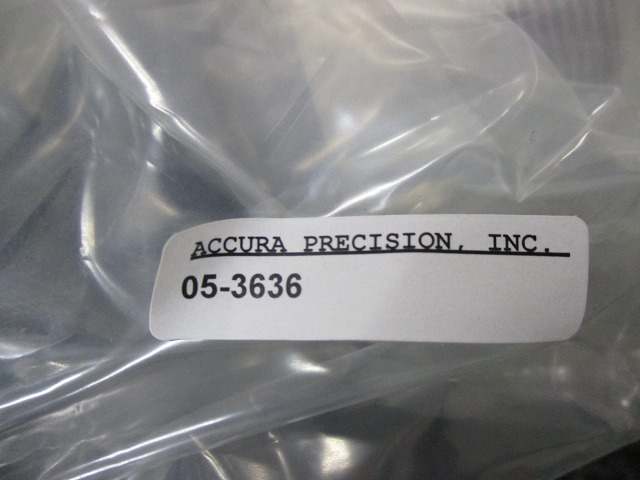 ACCURA PRECISION, INC.
05-3636